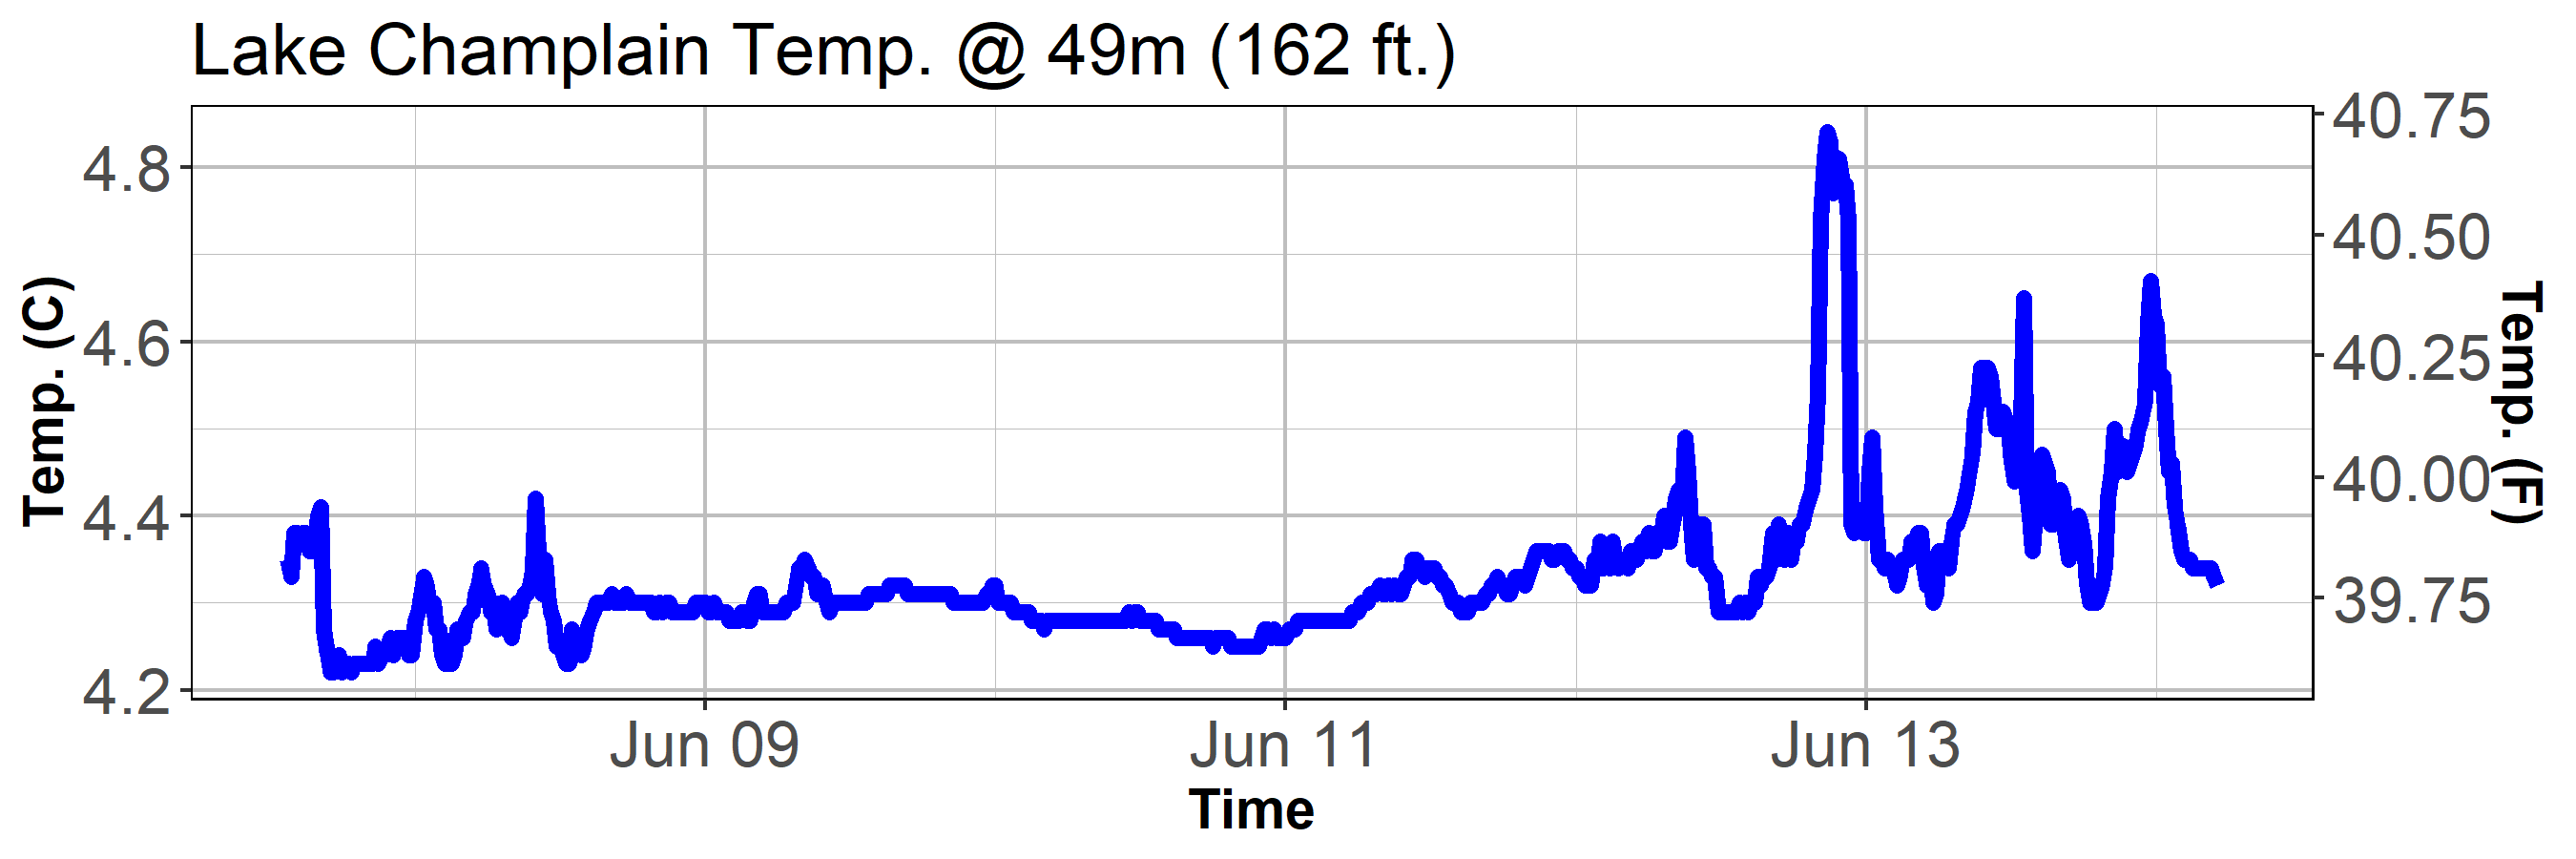 Lake Champlain Temp. @ 49m (162 ft.)
Temp. (C)
4.8
4.6
4.4
4.2
40.75
40.50
40.25
40.00
39.75
Temp. (F)
Jun 09 Jun 11 Jun 13
Time